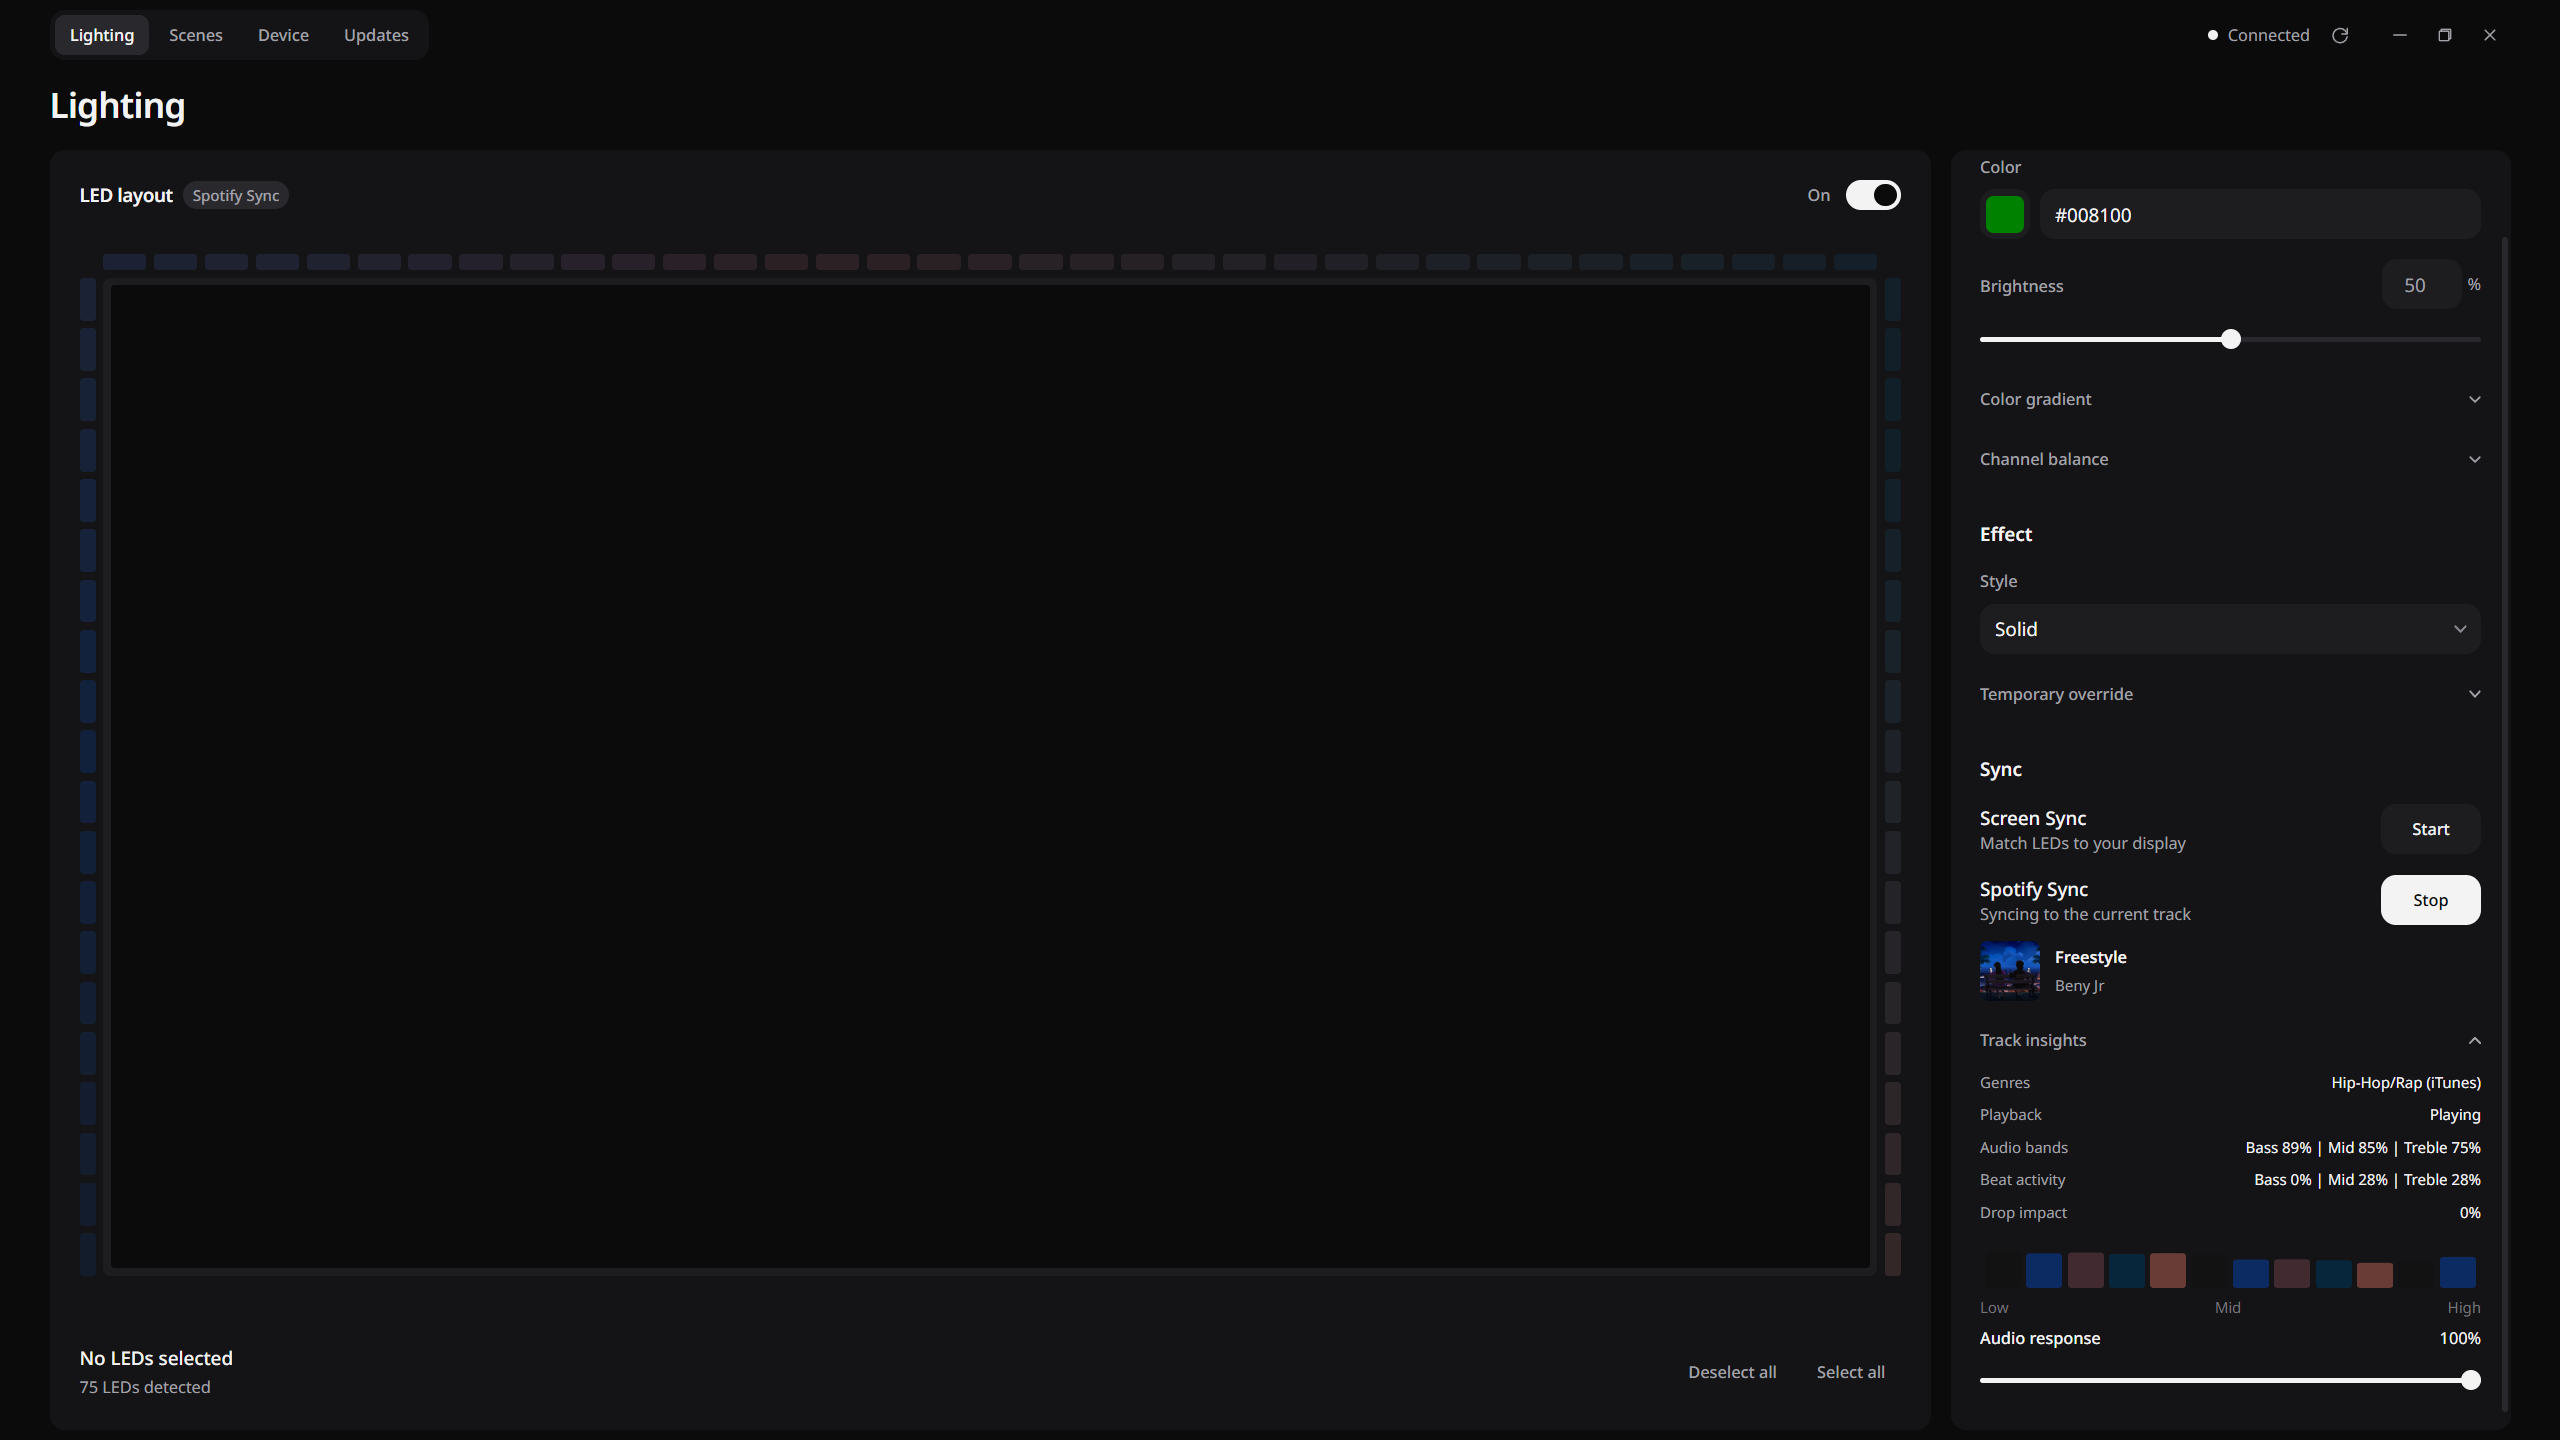 Lighting Scenes Device Updates
Connected
Lighting
LED layout Spotify Sync
On
No LEDs selected
75 LEDs detected
Deselect all Select all
Color
#008100
Brightness 50 %
Color gradient
Channel balance
Effect
Style
Solid
Temporary override
Sync
Screen Sync
Match LEDs to your display
Start
Spotify Sync
Syncing to the current track
Stop
Freestyle
Beny Jr
Track insights
Genres Hip-Hop/Rap (iTunes)
Playback Playing
Audio bands Bass 89% | Mid 85% | Treble 75%
Beat activity Bass 0% | Mid 28% | Treble 28%
Drop impact 0%
Low Mid High
Audio response 100%